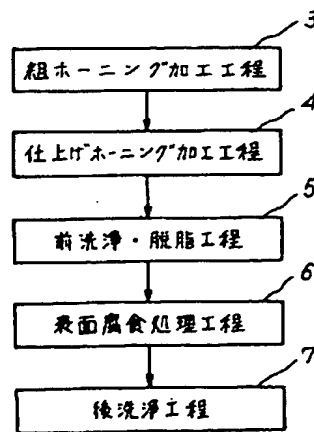 3
組ホーニング加工工程
4
仕上げホーニング加工工程
5
前洗浄・脱脂工程
6
表面腐食処理工程
7
後洗浄工程